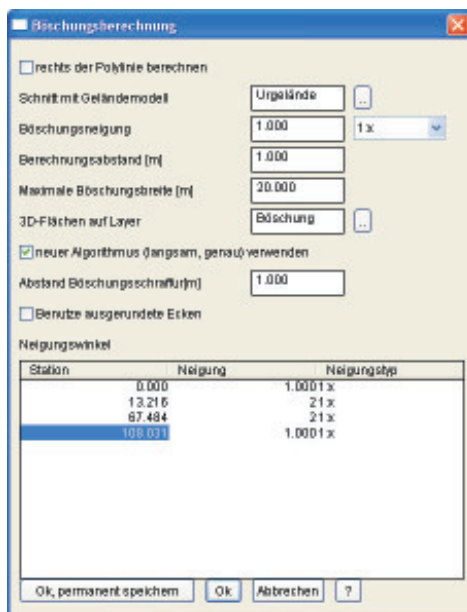 Böschungsberechnung
rechts der Polylinie berechnen
Schnitt mit Geländemodell Urgelände ..
Böschungsneigung 1.000 1 x
Berechnungsabstand [m] 1.000
Maximale Böschungsbreite [m] 20.000
3D-Flächen auf Layer Böschung ..
neuer Algorithmus (langsam, genau) verwenden
Abstand Böschungsschraffur[m] 1.000
Benutze ausgerundete Ecken
Neigungswinkel
Station Neigung Neigungstyp
0.000 1.000 1 x
13.216 2 1 x
67.484 2 1 x
108.031 1.000 1 x
Ok, permanent speichern Ok Abbrechen ?